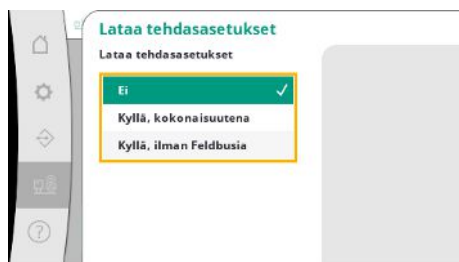 Lataa tehdasasetukset
Lataa tehdasasetukset
Ei
Kyllä, kokonaisuutena
Kyllä, ilman Feldbusia